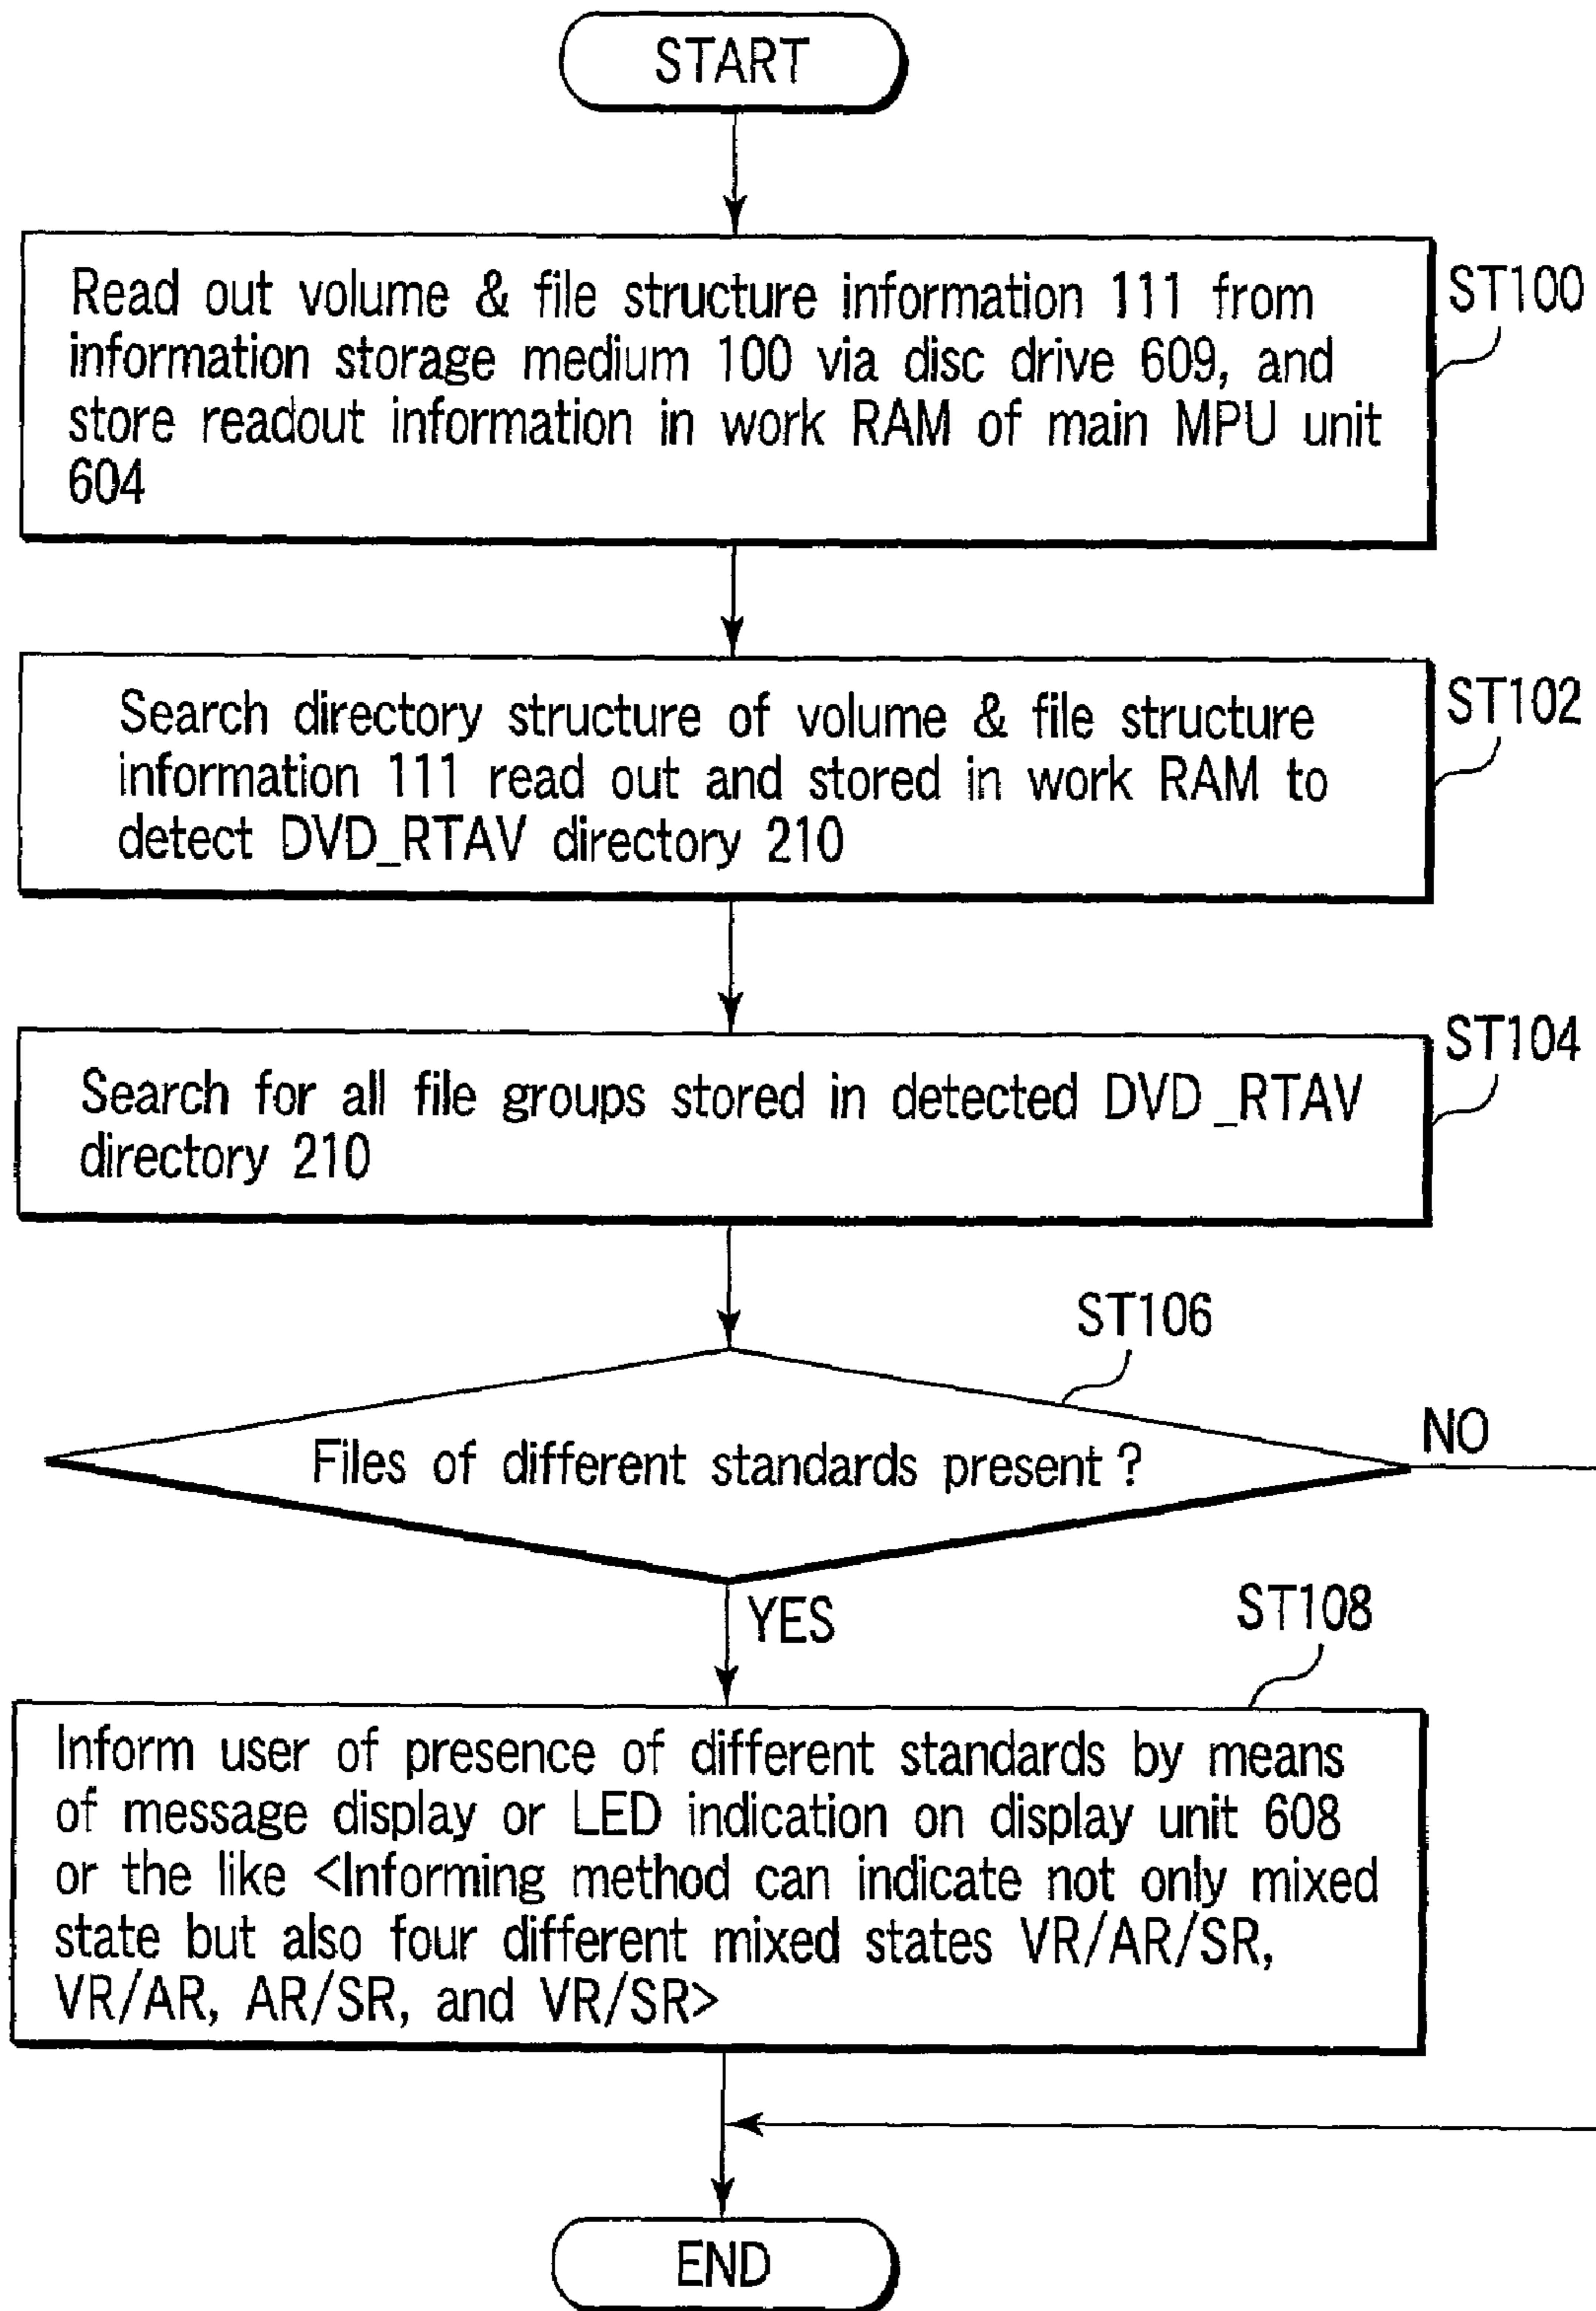 START
Read out volume & file structure information 111 from
information storage medium 100 via disc drive 609, and
store readout information in work RAM of main MPU unit
604
ST100
Search directory structure of volume & file structure
information 111 read out and stored in work RAM to
detect DVD_RTAV directory 210
ST102
Search for all file groups stored in detected DVD_RTAV
directory 210
ST104
ST106
Files of different standards present ?
NO
YES
ST108
Inform user of presence of different standards by means
of message display or LED indication on display unit 608
or the like <Informing method can indicate not only mixed
state but also four different mixed states VR/AR/SR,
VR/AR, AR/SR, and VR/SR>
END